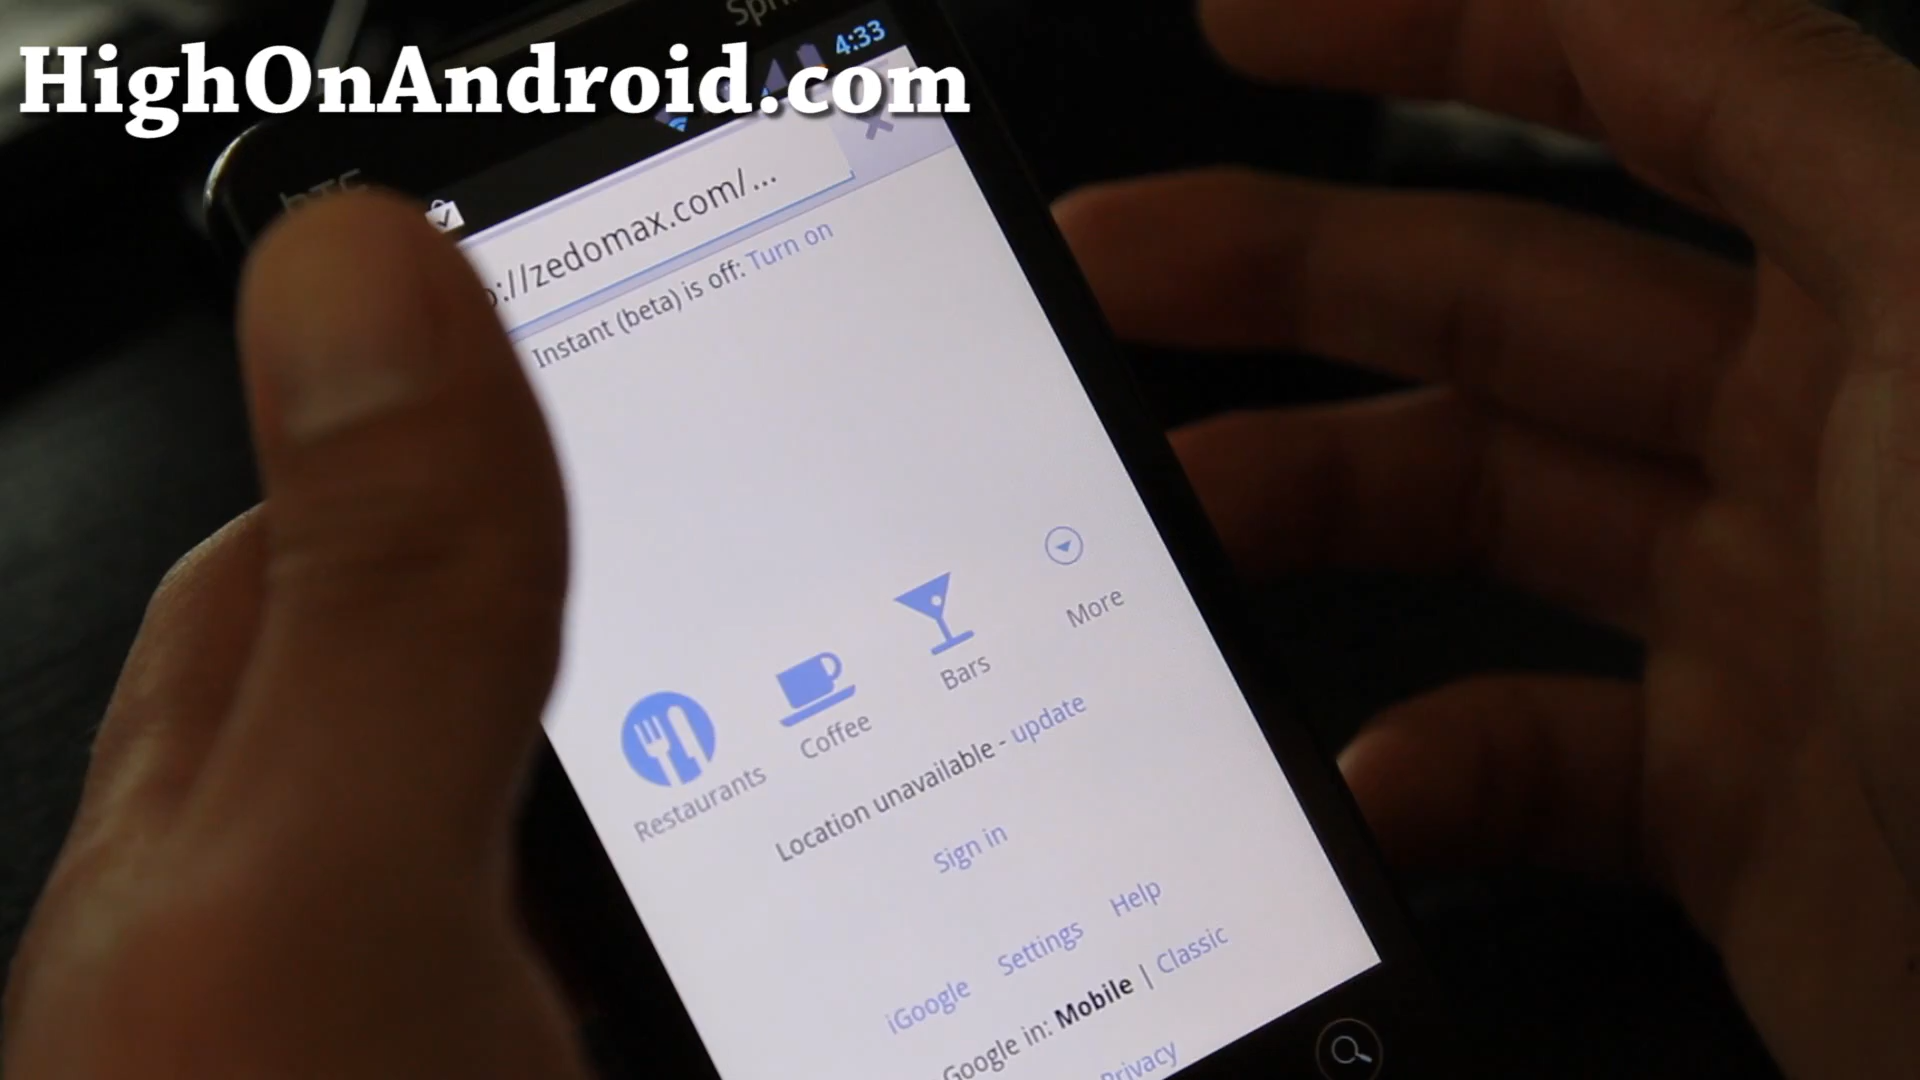 HighOnAndroid.com
4:33
hTC
://zedomax.com/...
Instant (beta) is off: Turn on
Restaurants
Coffee
Bars
More
Location unavailable - update
Sign in
iGoogle Settings Help
Google in: Mobile | Classic
Privacy